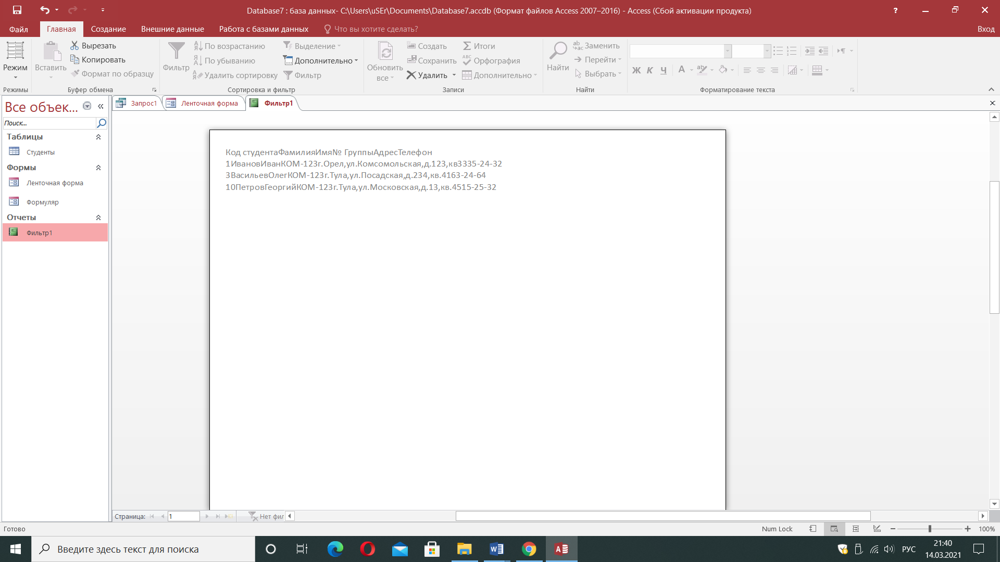 Database7 : база данных- C:\Users\uSEr\Documents\Database7.accdb (Формат файлов Access 2007–2016) - Access (Сбой активации продукта)
?
Файл
Главная
Создание
Внешние данные
Работа с базами данных
Что вы хотите сделать?
Вход
Режим
Режимы
Вставить
Вырезать
Копировать
Формат по образцу
Буфер обмена
Фильтр
По возрастанию
По убыванию
Удалить сортировку
Выделение
Дополнительно
Фильтр
Сортировка и фильтр
Обновить
все
Создать
Сохранить
Удалить
Итоги
Орфография
Дополнительно
Записи
Найти
Заменить
Перейти
Выбрать
Найти
Ж К Ч А
Форматирование текста
Все объек...
Поиск...
Таблицы
Студенты
Формы
Ленточная форма
Формуляр
Отчеты
Фильтр1
Запрос1
Ленточная форма
Фильтр1
Код студентаФамилияИмя№ ГруппыАдресТелефон
1ИвановИванКОМ-123г.Орел,ул.Комсомольская,д.123,кв3335-24-32
3ВасильевОлегКОМ-123г.Тула,ул.Посадская,д.234,кв.4163-24-64
10ПетровГеоргийКОМ-123г.Тула,ул.Московская,д.13,кв.4515-25-32
Страница:
1
Нет фил
Готово
Num Lock
100%
Введите здесь текст для поиска
РУС
21:40
14.03.2021